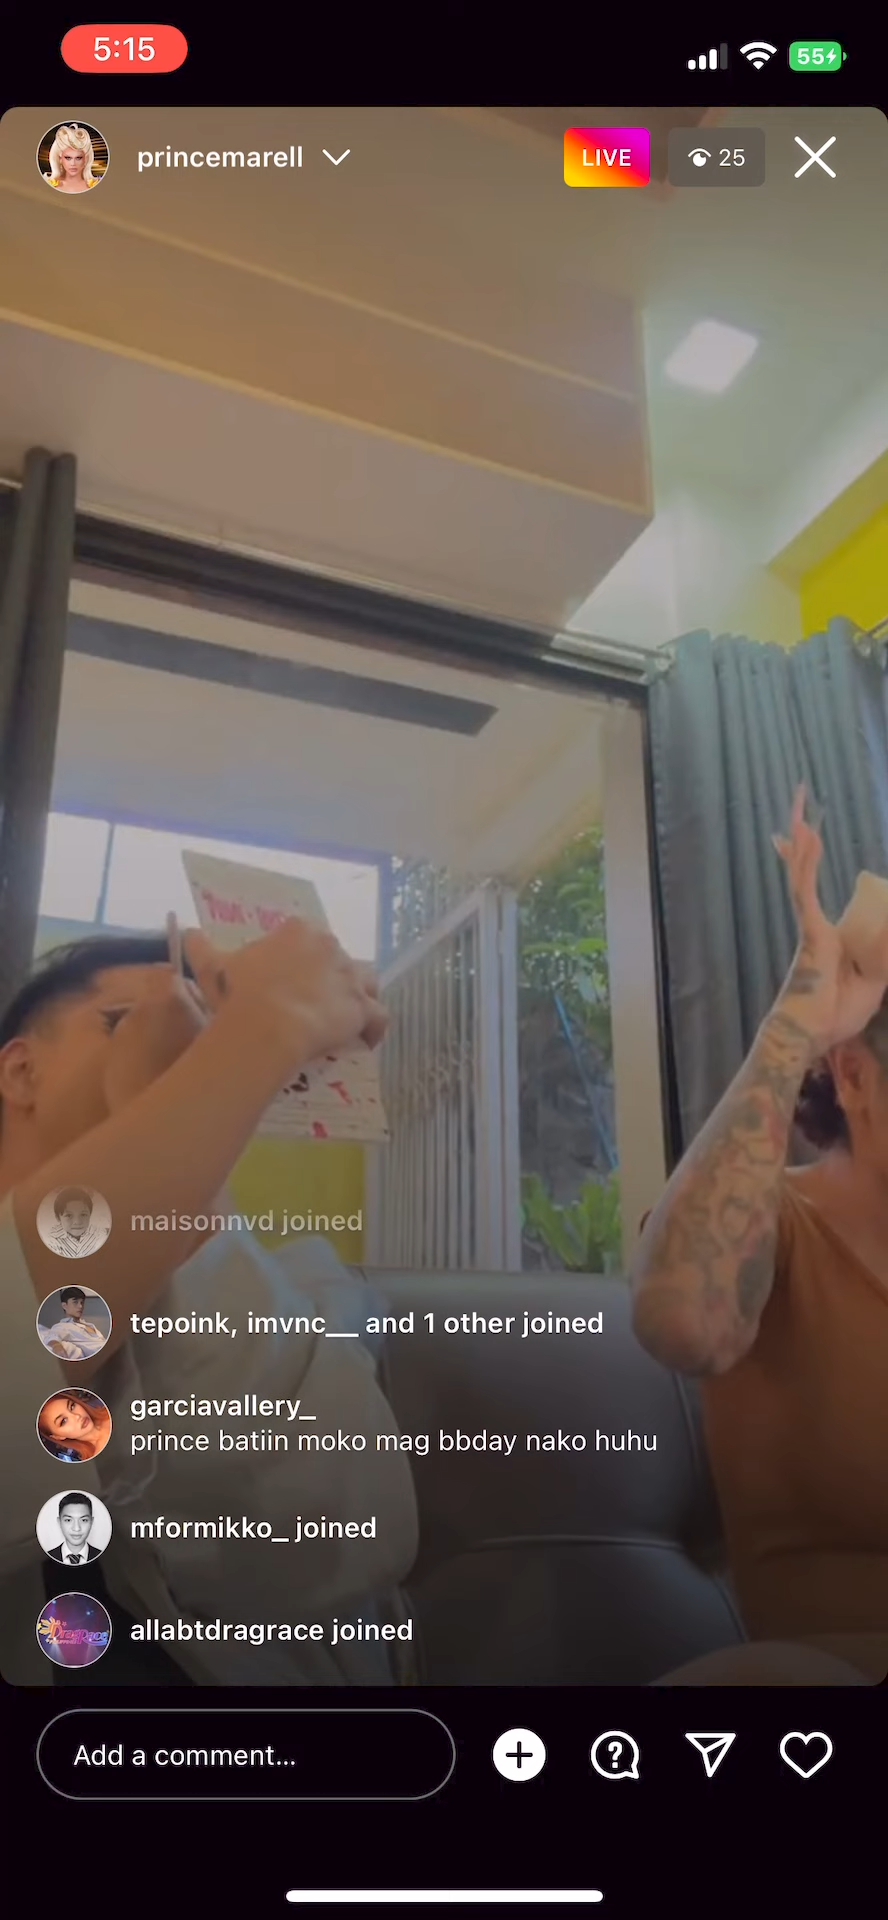 5:15
55
princemarell
LIVE
25
maisonnvd joined
tepoink, imvnc__ and 1 other joined
garciavallery_
prince batiin moko mag bbday nako huhu
mformikko_ joined
allabtdragrace joined
Add a comment...